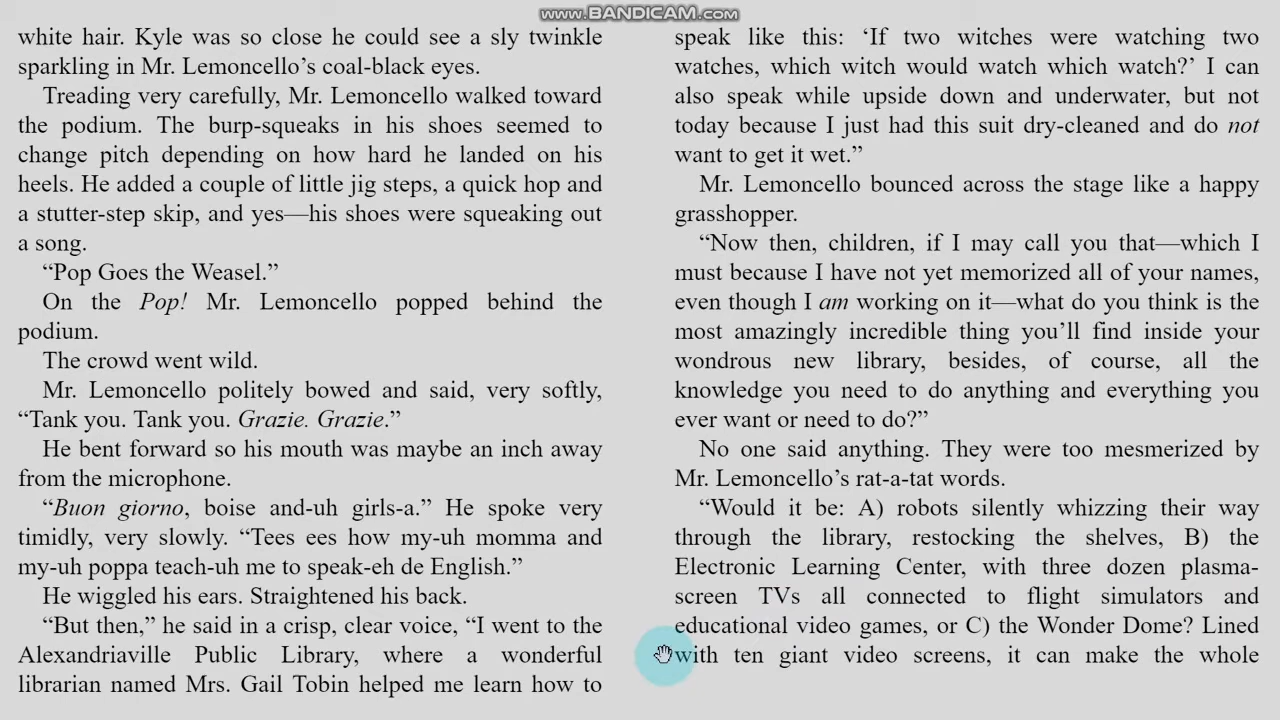 www.BANDICAM.com
white hair. Kyle was so close he could see a sly twinkle
sparkling in Mr. Lemoncello’s coal-black eyes.
Treading very carefully, Mr. Lemoncello walked toward
the podium. The burp-squeaks in his shoes seemed to
change pitch depending on how hard he landed on his
heels. He added a couple of little jig steps, a quick hop and
a stutter-step skip, and yes—his shoes were squeaking out
a song.
“Pop Goes the Weasel.”
On the Pop! Mr. Lemoncello popped behind the
podium.
The crowd went wild.
Mr. Lemoncello politely bowed and said, very softly,
“Tank you. Tank you. Grazie. Grazie.”
He bent forward so his mouth was maybe an inch away
from the microphone.
“Buon giorno, boise and-uh girls-a.” He spoke very
timidly, very slowly. “Tees ees how my-uh momma and
my-uh poppa teach-uh me to speak-eh de English.”
He wiggled his ears. Straightened his back.
“But then,” he said in a crisp, clear voice, “I went to the
Alexandriaville Public Library, where a wonderful
librarian named Mrs. Gail Tobin helped me learn how to
speak like this: ‘If two witches were watching two
watches, which witch would watch which watch?’ I can
also speak while upside down and underwater, but not
today because I just had this suit dry-cleaned and do not
want to get it wet.”
Mr. Lemoncello bounced across the stage like a happy
grasshopper.
“Now then, children, if I may call you that—which I
must because I have not yet memorized all of your names,
even though I am working on it—what do you think is the
most amazingly incredible thing you’ll find inside your
wondrous new library, besides, of course, all the
knowledge you need to do anything and everything you
ever want or need to do?”
No one said anything. They were too mesmerized by
Mr. Lemoncello’s rat-a-tat words.
“Would it be: A) robots silently whizzing their way
through the library, restocking the shelves, B) the
Electronic Learning Center, with three dozen plasma-
screen TVs all connected to flight simulators and
educational video games, or C) the Wonder Dome? Lined
with ten giant video screens, it can make the whole